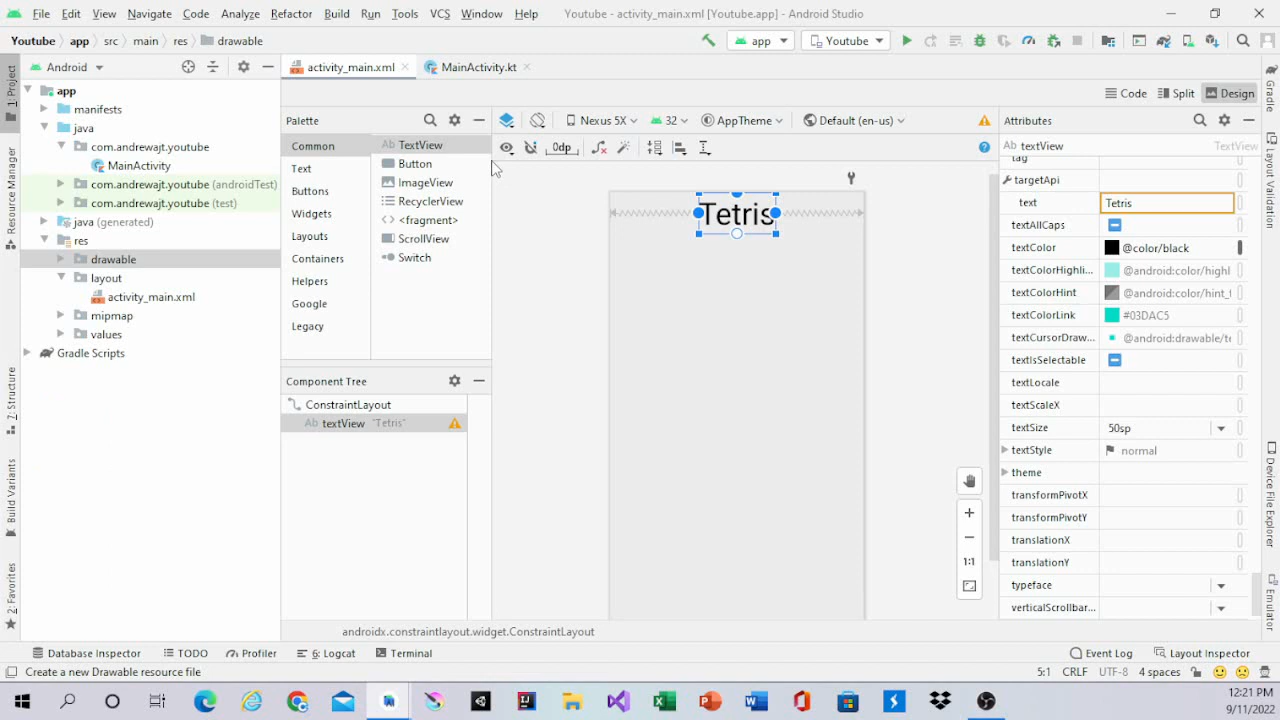 File Edit View Navigate Code Analyze Refactor Build Run Tools VCS Window Help Youtube - activity_main.xml [Youtube.app] - Android Studio
Youtube app src main res drawable app Youtube
Android activity_main.xml MainActivity.kt
Code Split Design
1: Project
Resource Manager
Z: Structure
Build Variants
2: Favorites
app
manifests
java
com.andrewajt.youtube
MainActivity
com.andrewajt.youtube (androidTest)
com.andrewajt.youtube (test)
java (generated)
res
drawable
layout
activity_main.xml
mipmap
values
Gradle Scripts
Palette
Common
Text
Buttons
Widgets
Layouts
Containers
Helpers
Google
Legacy
Ab TextView
Button
ImageView
RecyclerView
<> <fragment>
ScrollView
Switch
Component Tree
ConstraintLayout
Ab textView "Tetris"
Nexus 5X 32 AppTheme Default (en-us)
0dp
Tetris
1:1
Attributes
Ab textView TextView
tag
targetApi
text Tetris
textAllCaps
textColor @color/black
textColorHighli... @android:color/highl
textColorHint @android:color/hint_
textColorLink #03DAC5
textCursorDraw... @android:drawable/te
textIsSelectable
textLocale
textScaleX
textSize 50sp
textStyle normal
theme
transformPivotX
transformPivotY
translationX
translationY
typeface
verticalScrollbar...
Gradle
Layout Validation
Device File Explorer
Emulator
androidx.constraintlayout.widget.ConstraintLayout
Database Inspector TODO Profiler 6: Logcat Terminal Event Log Layout Inspector
Create a new Drawable resource file 5:1 CRLF UTF-8 4 spaces
12:21 PM
9/11/2022